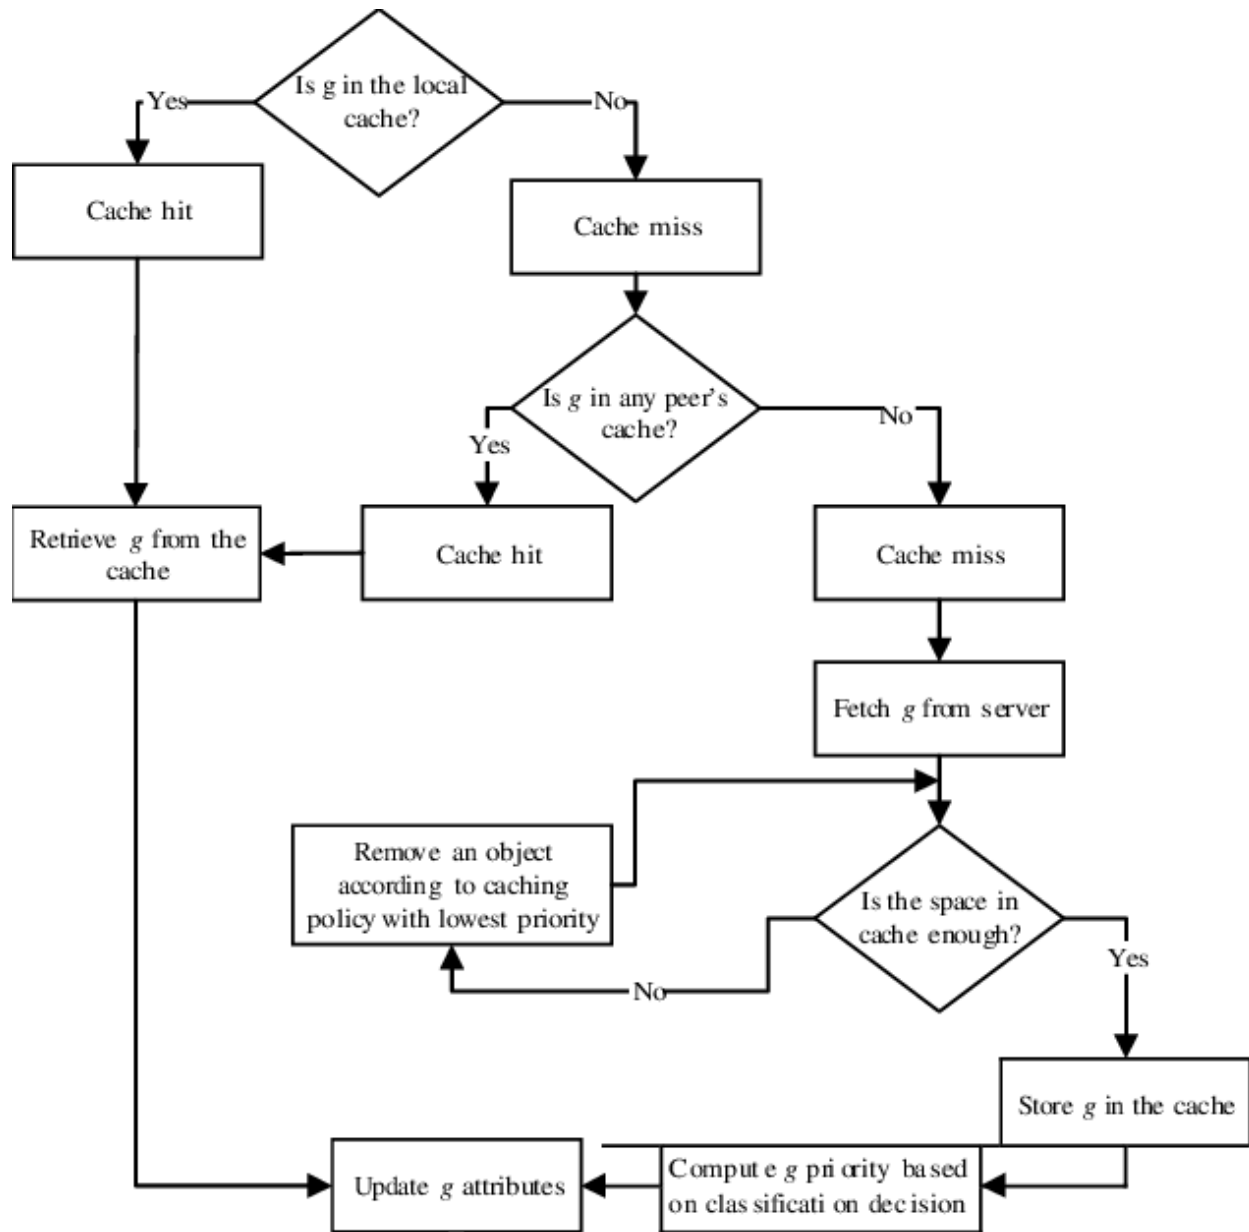 Is g in the local
cache?
Yes
No
Cache hit
Cache miss
Is g in any peer's
cache?
Yes
No
Retrieve g from the
cache
Cache hit
Cache miss
Fetch g from server
Remove an object
according to caching
policy with lowest priority
Is the space in
cache enough?
No
Yes
Store g in the cache
Update g attributes
Compute g priority based
on classification decision